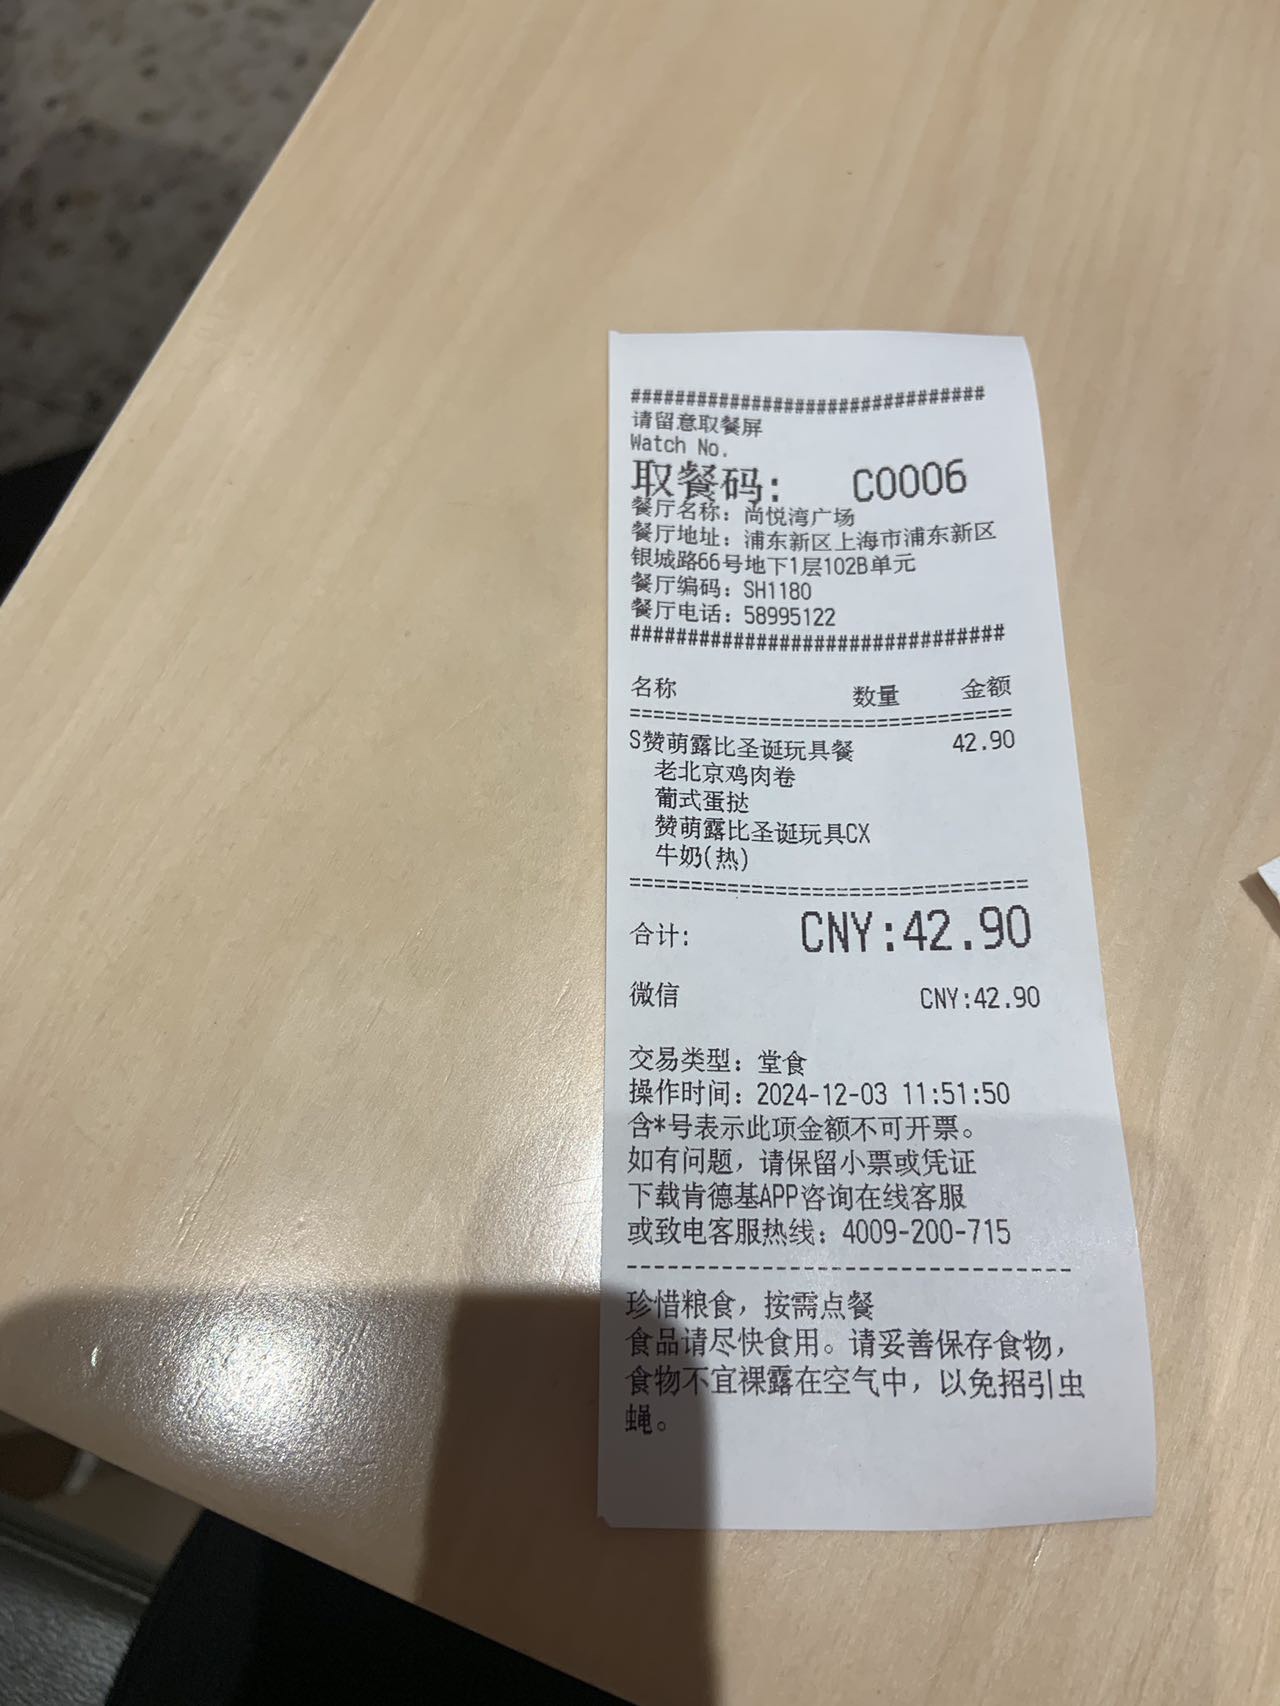 ################################
请留意取餐屏
Watch No.
取餐码： C0006
餐厅名称：尚悦湾广场
餐厅地址：浦东新区上海市浦东新区
银城路66号地下1层102B单元
餐厅编码：SH1180
餐厅电话：58995122
################################
名称 数量 金额
================================
S赞萌露比圣诞玩具餐 42.90
老北京鸡肉卷
葡式蛋挞
赞萌露比圣诞玩具CX
牛奶(热)
================================
合计: CNY:42.90
微信 CNY:42.90
交易类型：堂食
操作时间：2024-12-03 11:51:50
含*号表示此项金额不可开票。
如有问题，请保留小票或凭证
下载肯德基APP咨询在线客服
或致电客服热线：4009-200-715
--------------------------------
珍惜粮食，按需点餐
食品请尽快食用。请妥善保存食物，
食物不宜裸露在空气中，以免招引虫
蝇。